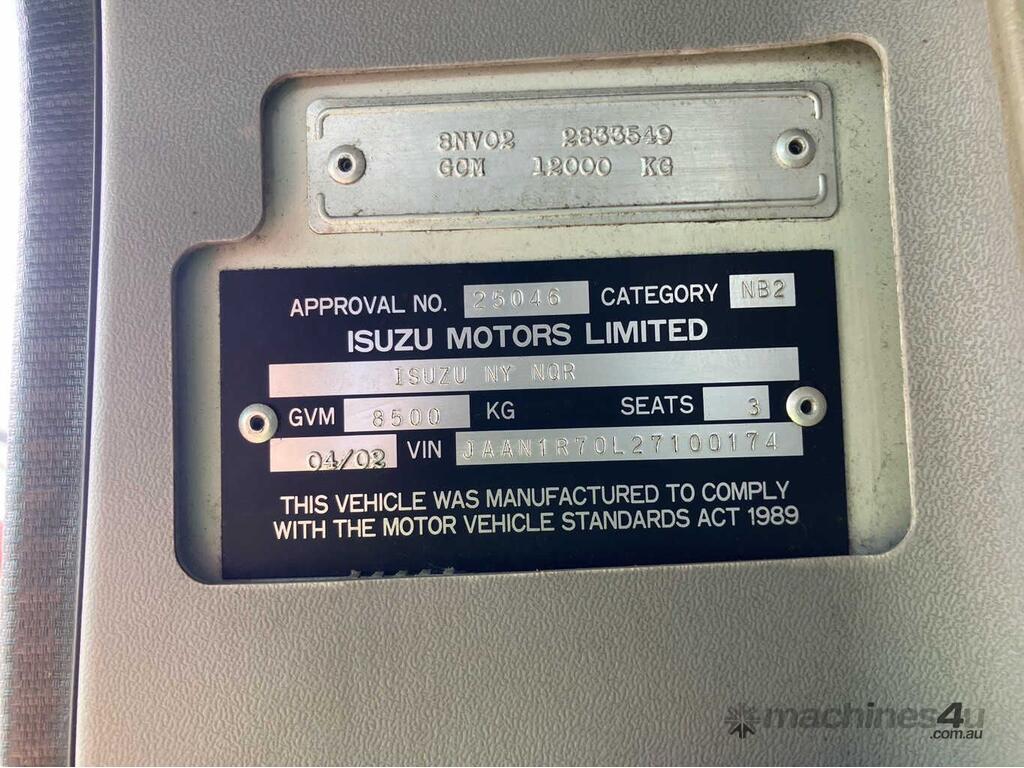 8NV02 2833549
GCM 12000 KG
APPROVAL NO. 25046 CATEGORY NB2
ISUZU MOTORS LIMITED
ISUZU NY NQR
GVM 8500 KG SEATS 3
04/02 VIN JAAN1R70L27100174
THIS VEHICLE WAS MANUFACTURED TO COMPLY
WITH THE MOTOR VEHICLE STANDARDS ACT 1989
machines4u
.com.au